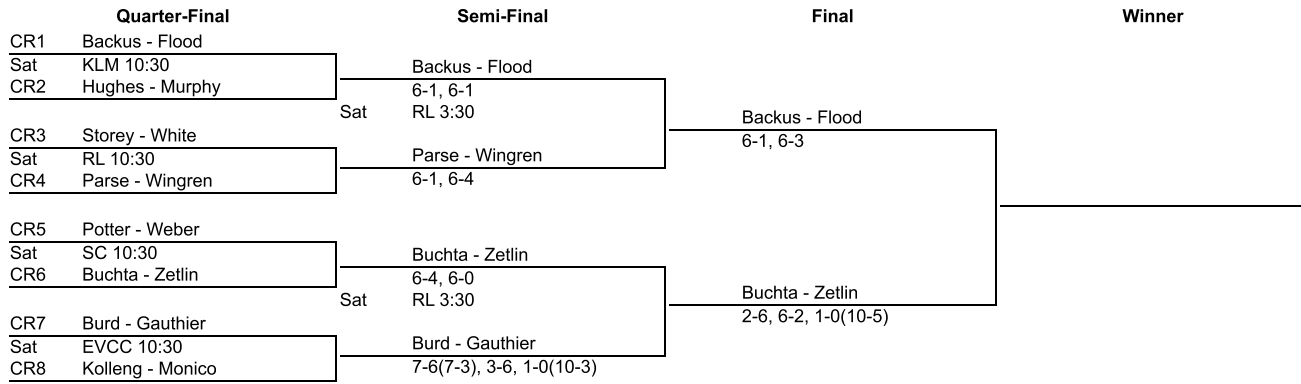 Quarter-Final Semi-Final Final Winner
CR1 Backus - Flood
Sat KLM 10:30
CR2 Hughes - Murphy
CR3 Storey - White
Sat RL 10:30
CR4 Parse - Wingren
CR5 Potter - Weber
Sat SC 10:30
CR6 Buchta - Zetlin
CR7 Burd - Gauthier
Sat EVCC 10:30
CR8 Kolleng - Monico
Backus - Flood
6-1, 6-1
Sat RL 3:30
Parse - Wingren
6-1, 6-4
Buchta - Zetlin
6-4, 6-0
Sat RL 3:30
Burd - Gauthier
7-6(7-3), 3-6, 1-0(10-3)
Backus - Flood
6-1, 6-3
Buchta - Zetlin
2-6, 6-2, 1-0(10-5)